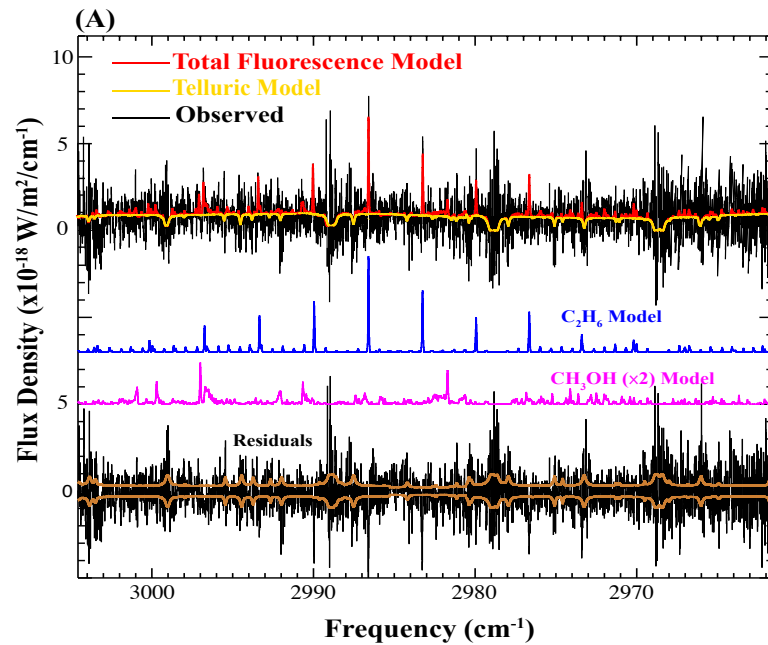 (A)
10
Total Fluorescence Model
Telluric Model
Observed
5
0
C₂H₆ Model
CH₃OH (×2) Model
5
Residuals
0
Flux Density (x10⁻¹⁸ W/m²/cm⁻¹)
3000 2990 2980 2970
Frequency (cm⁻¹)